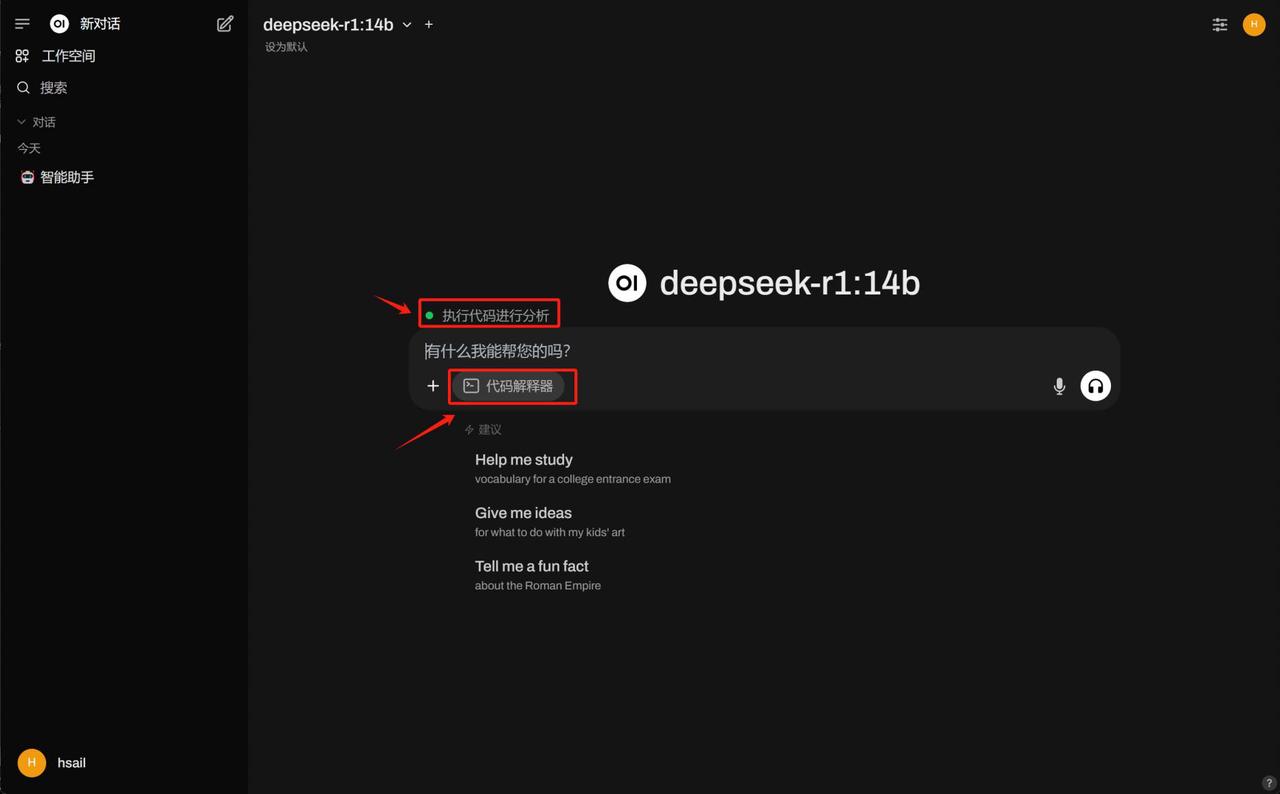 OI 新对话
工作空间
搜索
对话
今天
智能助手
hsail
H
deepseek-r1:14b
设为默认
H
OI deepseek-r1:14b
执行代码进行分析
有什么我能帮您的吗?
代码解释器
建议
Help me study
vocabulary for a college entrance exam
Give me ideas
for what to do with my kids' art
Tell me a fun fact
about the Roman Empire
?